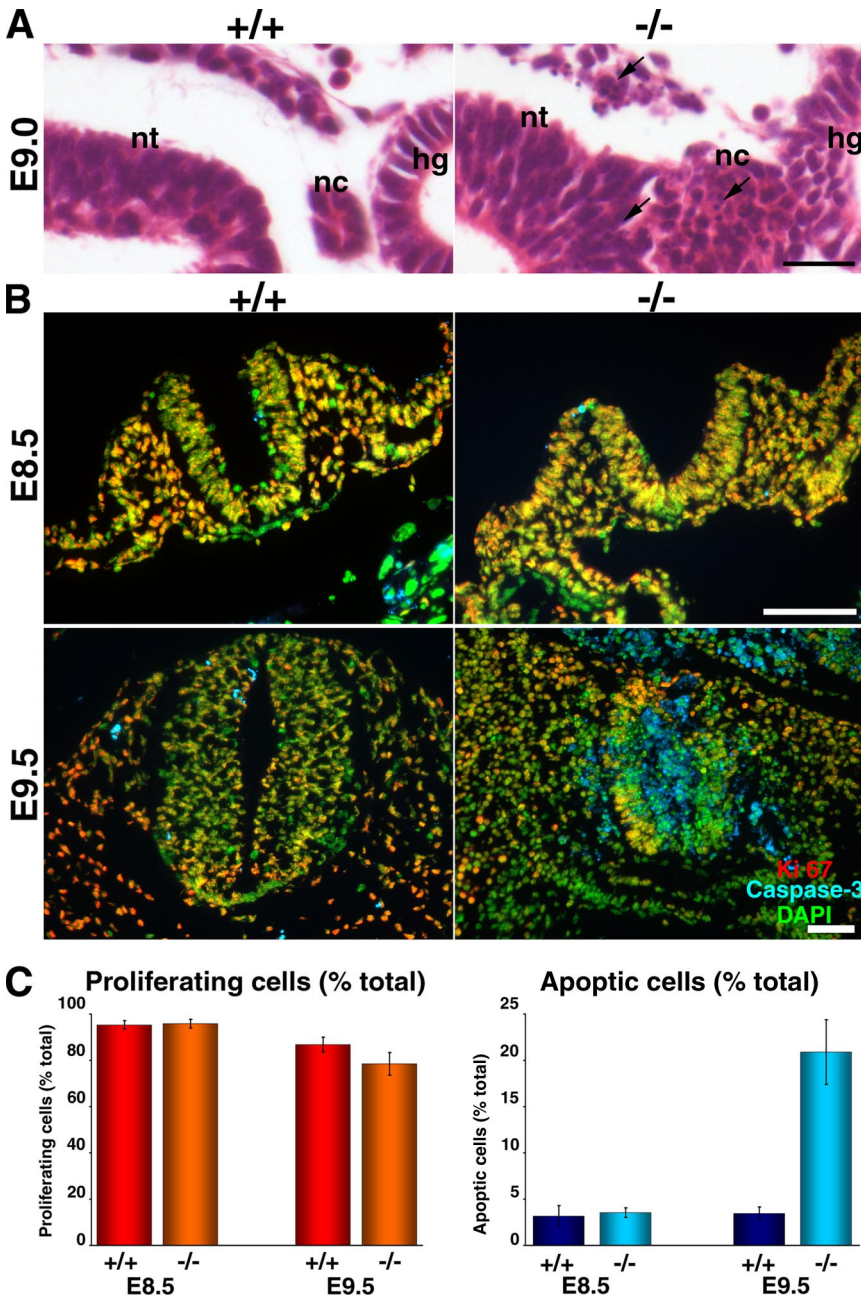 A
+/+
-/-
E9.0
nt
nc
hg
nt
nc
hg
B
+/+
-/-
E8.5
E9.5
Ki-67
Caspase-3
DAPI
C
Proliferating cells (% total)
Proliferating cells (% total)
100
80
60
40
20
0
+/+
-/-
+/+
-/-
E8.5
E9.5
Apoptic cells (% total)
Apoptic cells (% total)
25
20
15
10
5
0
+/+
-/-
+/+
-/-
E8.5
E9.5